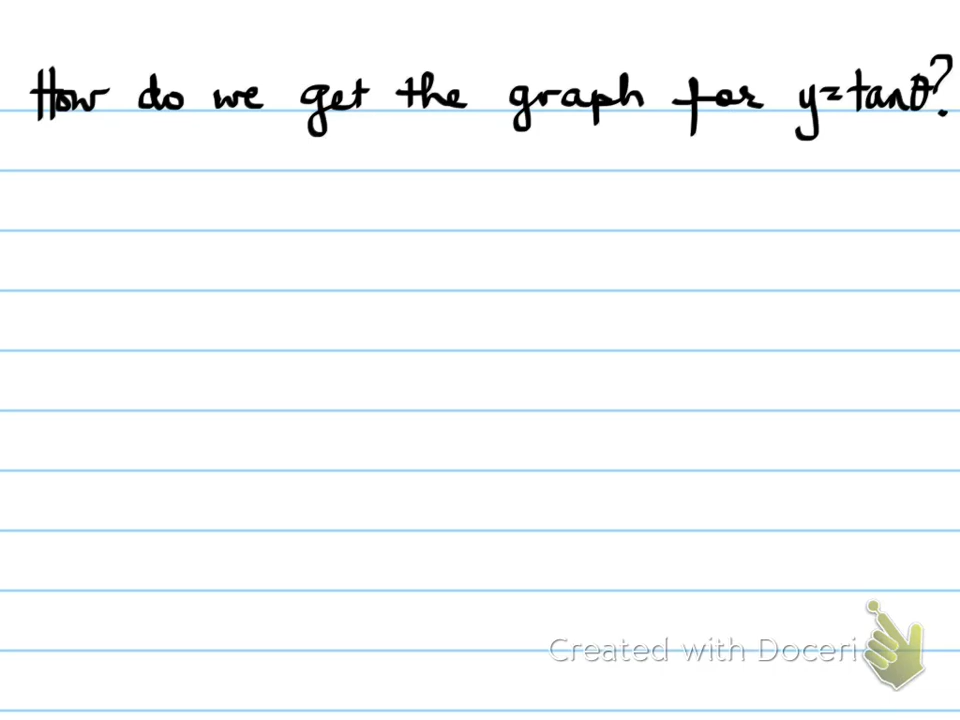 How do we get the graph for y=tanθ?
Created with Doceri